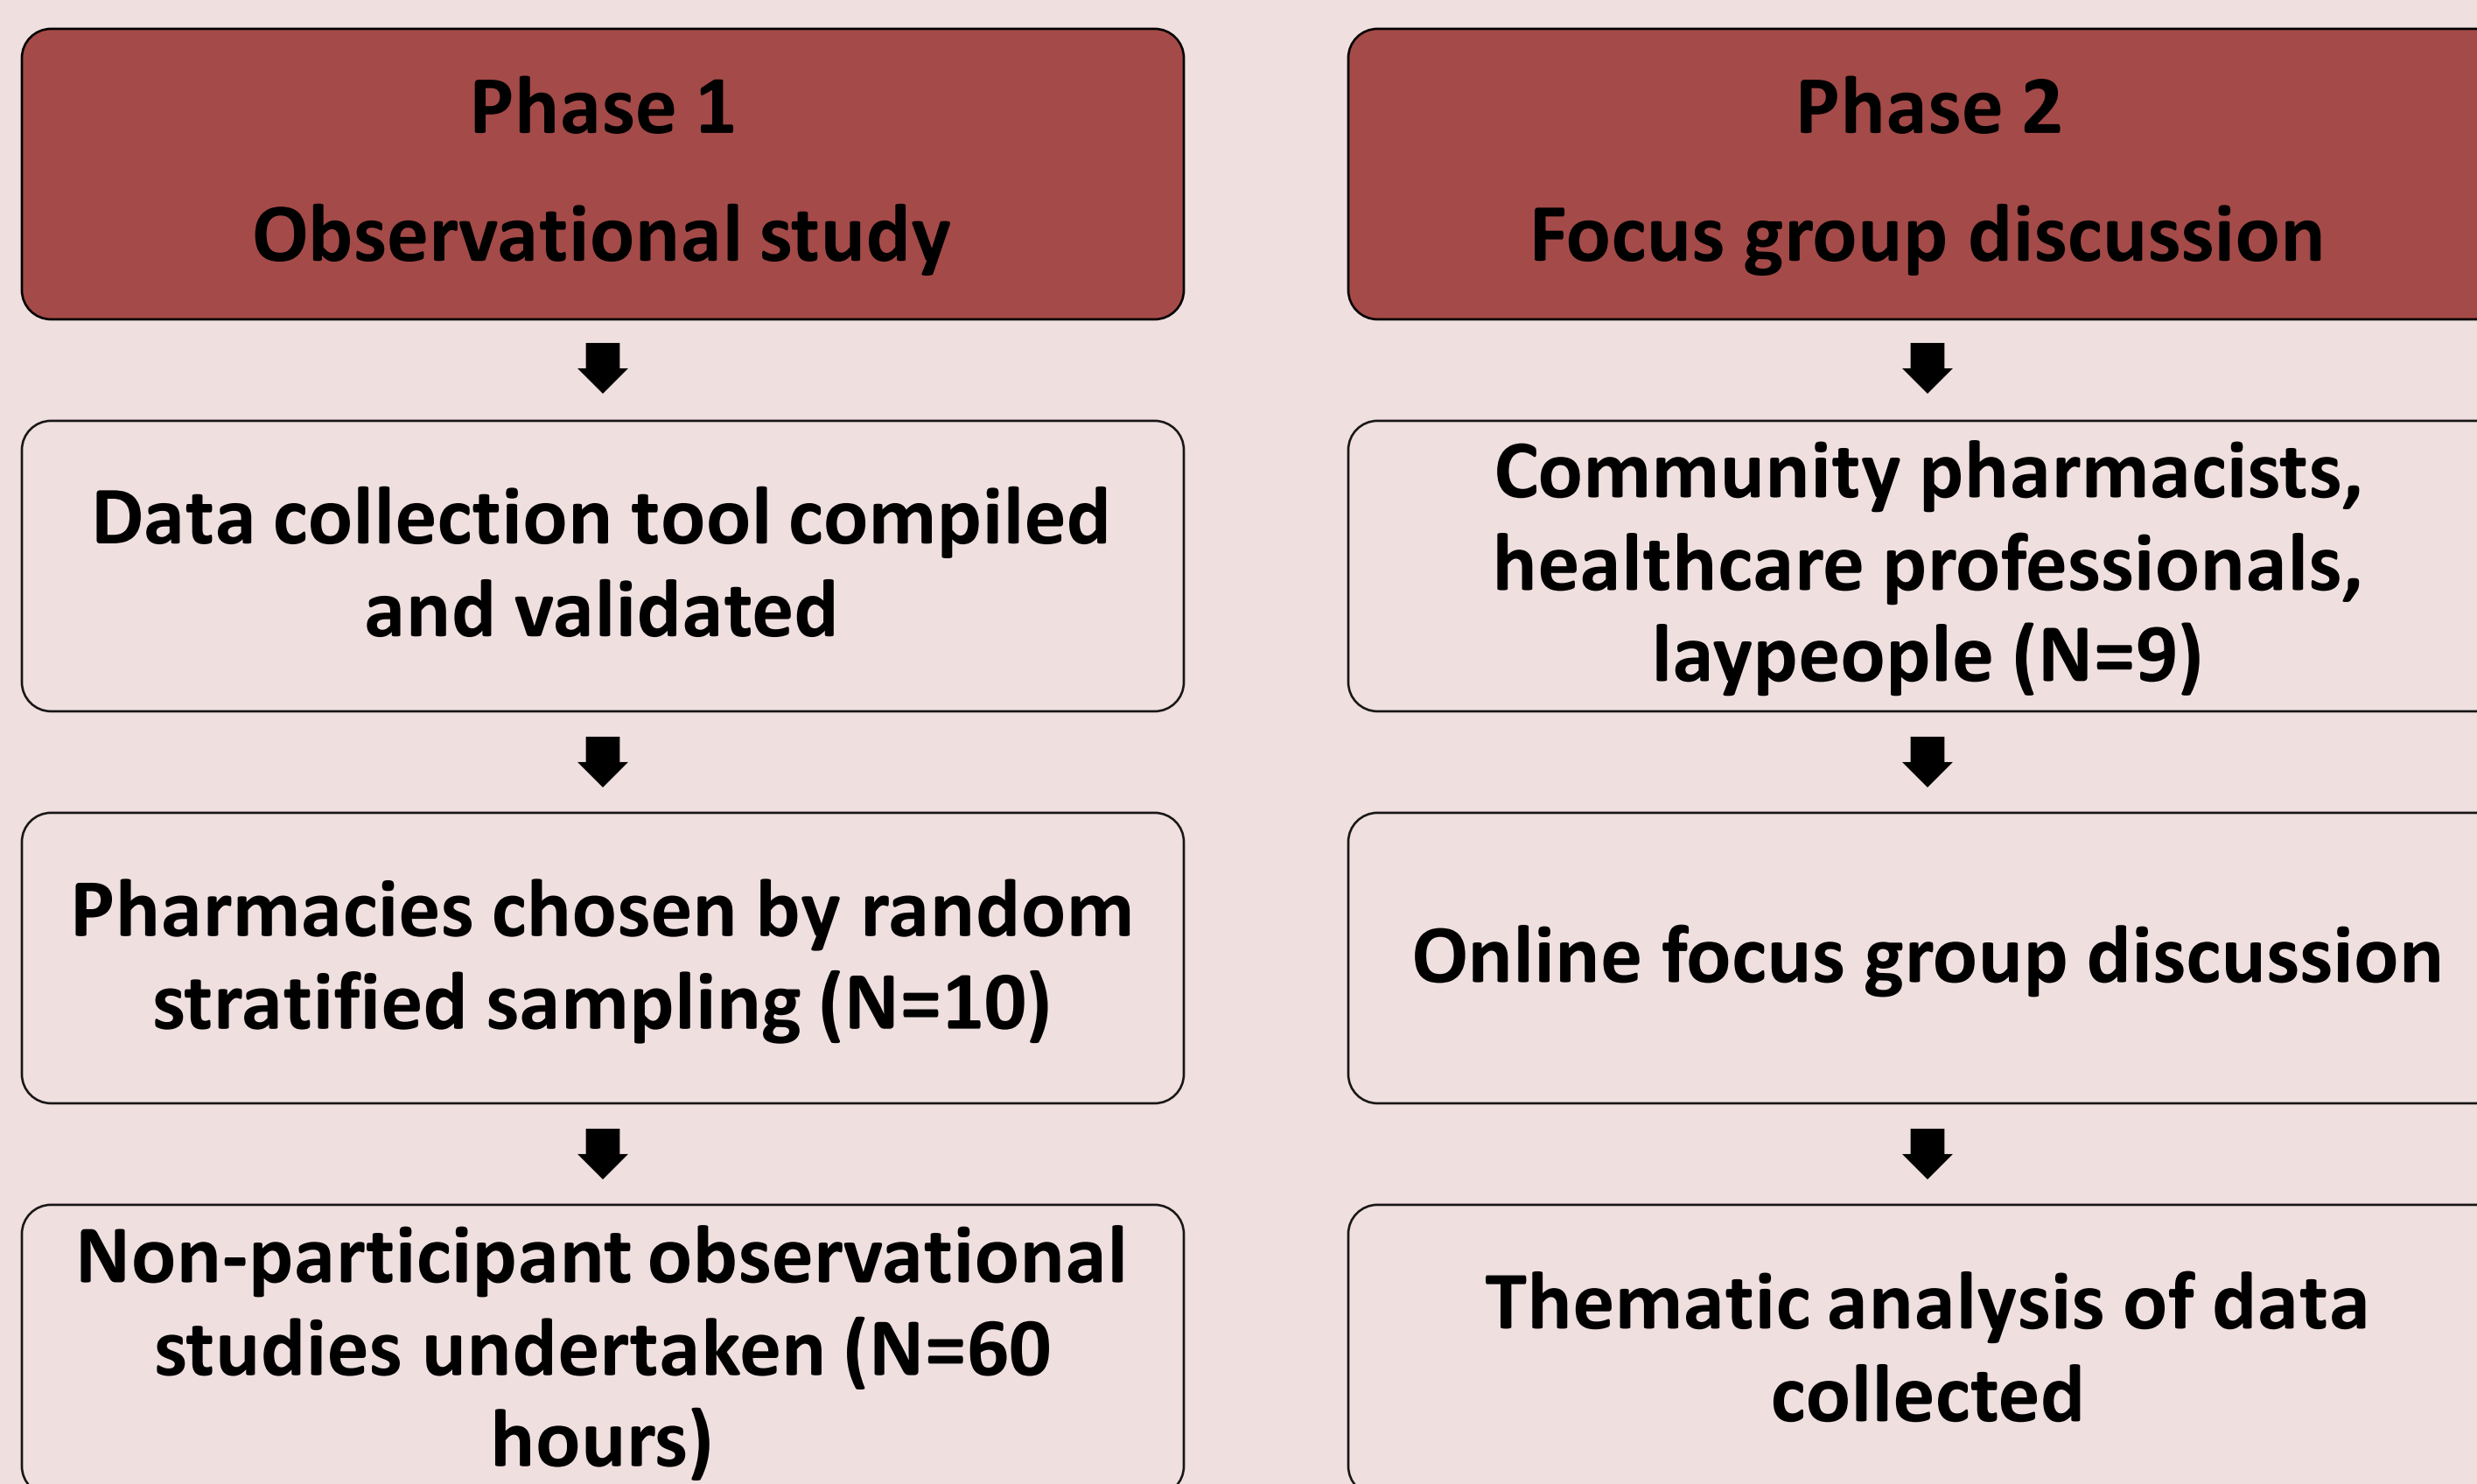 Phase 1
Observational study
Data collection tool compiled
and validated
Pharmacies chosen by random
stratified sampling (N=10)
Non-participant observational
studies undertaken (N=60
hours)
Phase 2
Focus group discussion
Community pharmacists,
healthcare professionals,
laypeople (N=9)
Online focus group discussion
Thematic analysis of data
collected